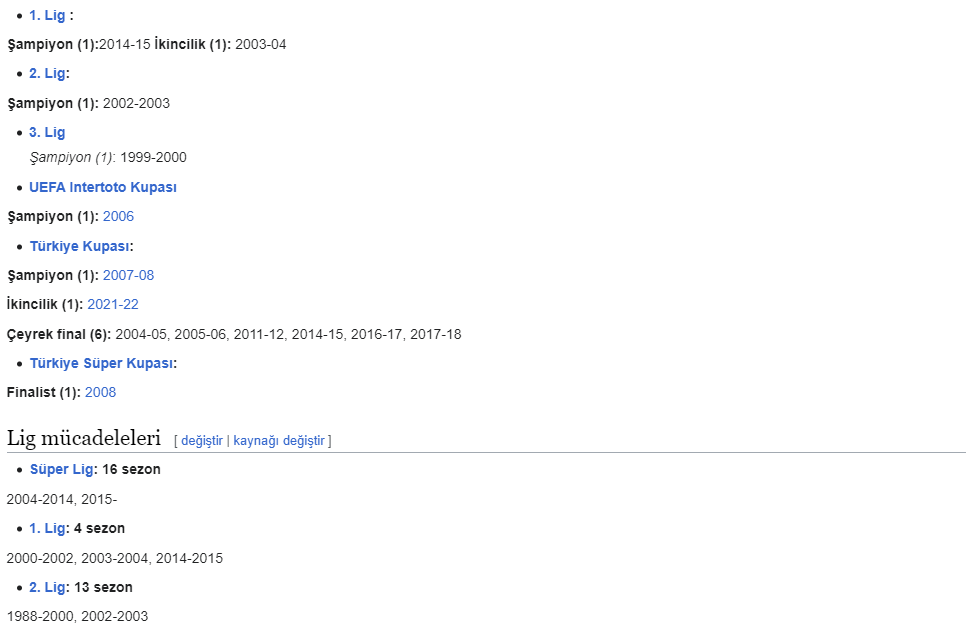 • 1. Lig :
Şampiyon (1):2014-15 İkincilik (1): 2003-04
• 2. Lig:
Şampiyon (1): 2002-2003
• 3. Lig
Şampiyon (1): 1999-2000
• UEFA Intertoto Kupası
Şampiyon (1): 2006
• Türkiye Kupası:
Şampiyon (1): 2007-08
İkincilik (1): 2021-22
Çeyrek final (6): 2004-05, 2005-06, 2011-12, 2014-15, 2016-17, 2017-18
• Türkiye Süper Kupası:
Finalist (1): 2008
Lig mücadeleleri [ değiştir | kaynağı değiştir ]
• Süper Lig: 16 sezon
2004-2014, 2015-
• 1. Lig: 4 sezon
2000-2002, 2003-2004, 2014-2015
• 2. Lig: 13 sezon
1988-2000, 2002-2003